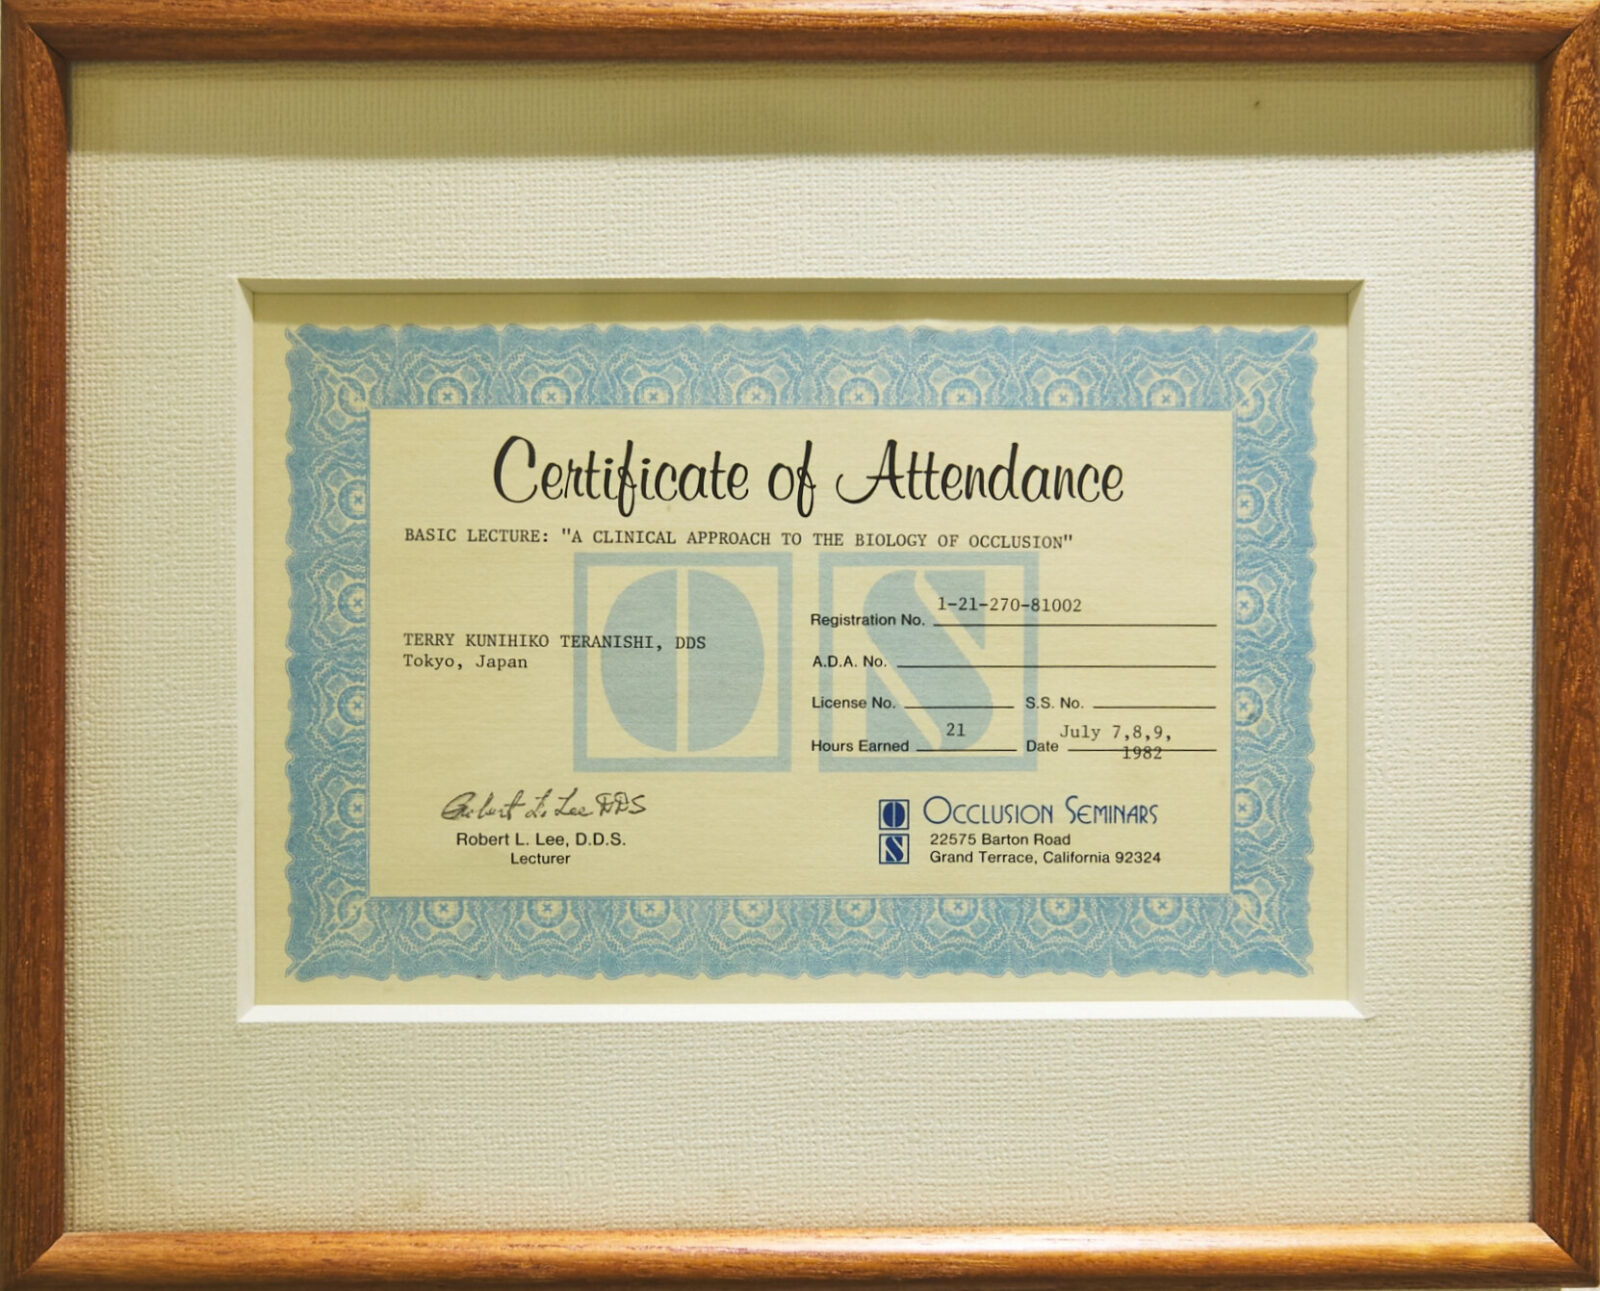 Certificate of Attendance
BASIC LECTURE: "A CLINICAL APPROACH TO THE BIOLOGY OF OCCLUSION"
OS
TERRY KUNIHIKO TERANISHI, DDS
Tokyo, Japan
Registration No. 1-21-270-81002
A.D.A. No.
License No. S.S. No.
Hours Earned 21 Date July 7,8,9,
1982
Robert L. Lee DDS
Robert L. Lee, D.D.S.
Lecturer
OS
OCCLUSION SEMINARS
22575 Barton Road
Grand Terrace, California 92324